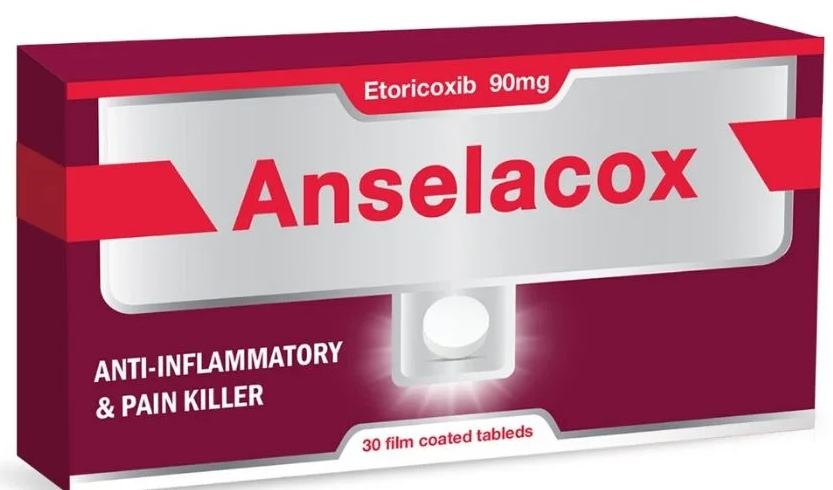 Etoricoxib 90mg
Anselacox
ANTI-INFLAMMATORY
& PAIN KILLER
30 film coated tableds